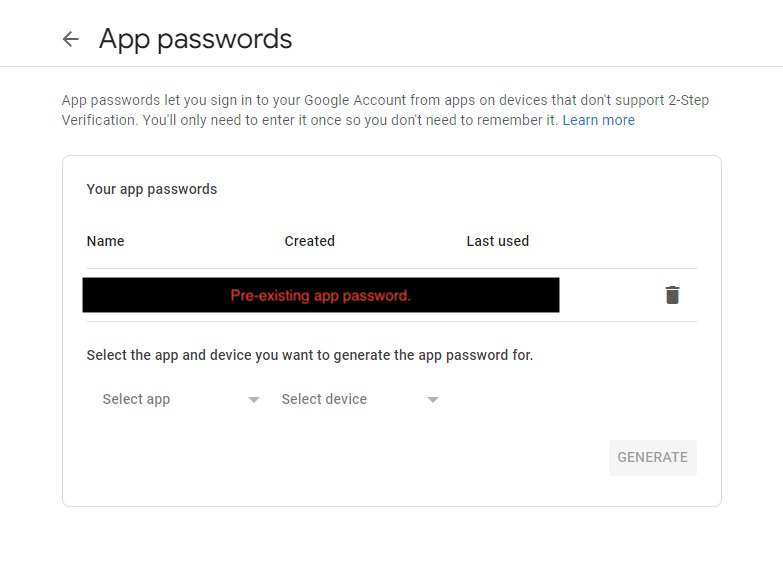 App passwords
App passwords let you sign in to your Google Account from apps on devices that don't support 2-Step
Verification. You'll only need to enter it once so you don't need to remember it. Learn more
Your app passwords
Name Created Last used
Pre-existing app password.
Select the app and device you want to generate the app password for.
Select app Select device
GENERATE